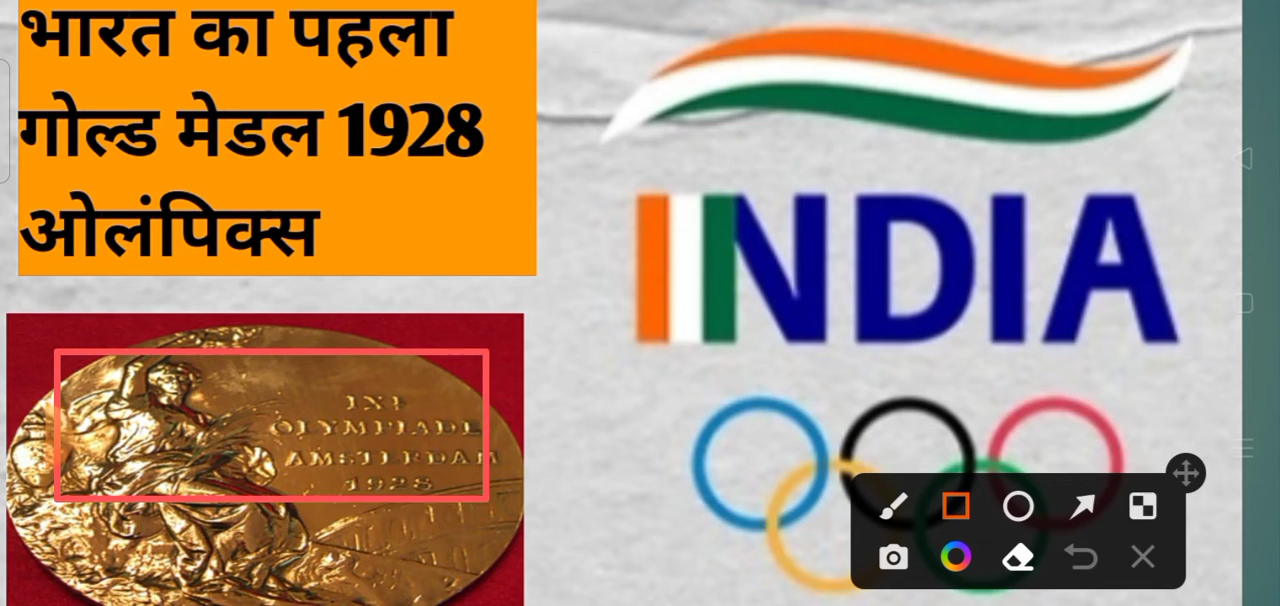 भारत का पहला
गोल्ड मेडल 1928
ओलंपिक्स
INDIA
IXE
OLYMPIADE
AMSTERDAM
1928